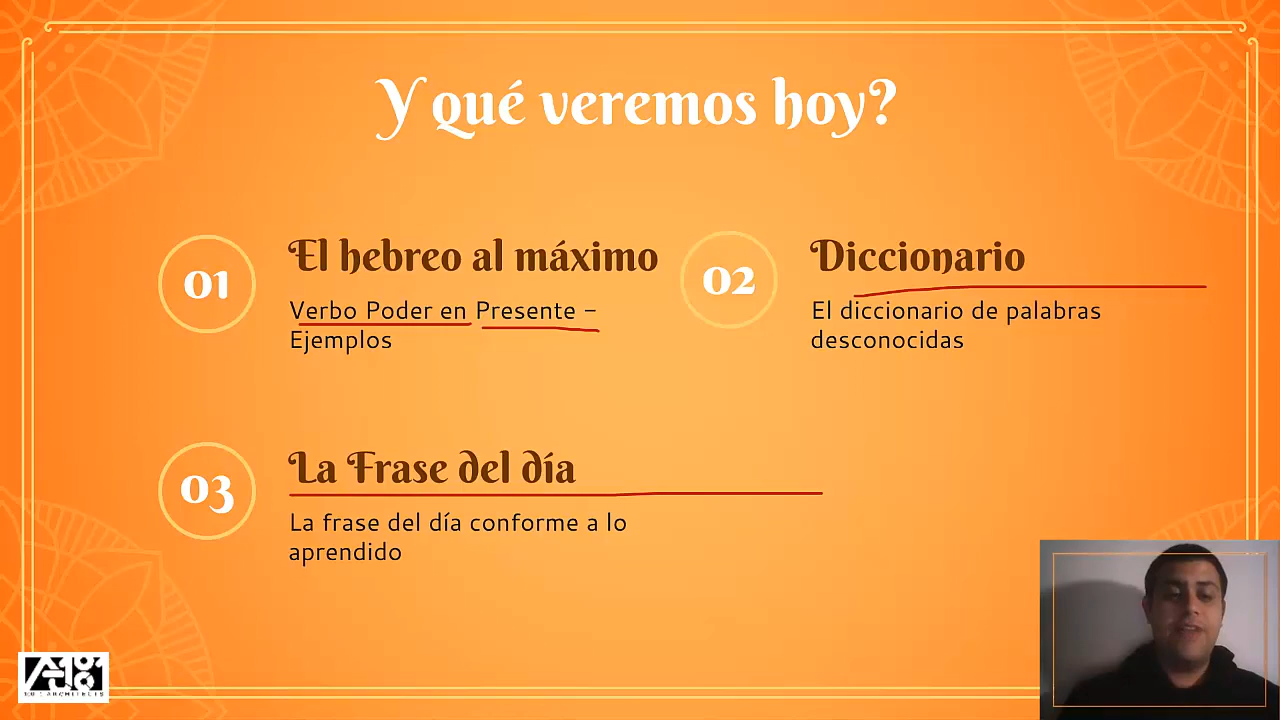 Y qué veremos hoy?
01
El hebreo al máximo
Verbo Poder en Presente -
Ejemplos
02
Diccionario
El diccionario de palabras
desconocidas
03
La Frase del día
La frase del día conforme a lo
aprendido